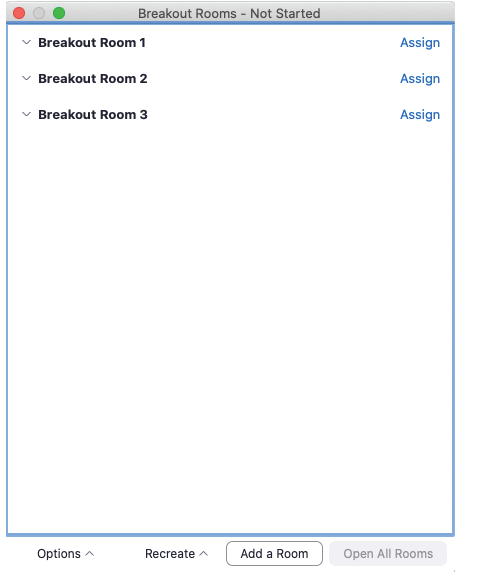 Breakout Rooms - Not Started
Breakout Room 1 Assign
Breakout Room 2 Assign
Breakout Room 3 Assign
Options Recreate Add a Room Open All Rooms